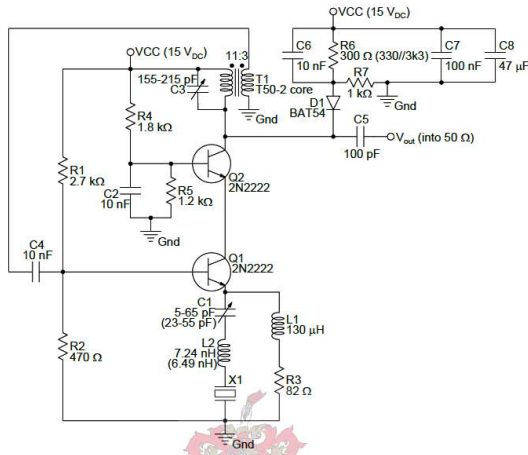 VCC (15 V_DC)
C6
10 nF
R6
300 Ω (330//3k3)
R7
1 kΩ
Gnd
C7
100 nF
C8
47 µF
D1
BAT54
C5
100 pF
V_out (into 50 Ω)
VCC (15 V_DC)
11:3
155-215 pF
C3
T1
T50-2 core
Gnd
R4
1.8 kΩ
R1
2.7 kΩ
C2
10 nF
R5
1.2 kΩ
Gnd
Q2
2N2222
Q1
2N2222
C4
10 nF
C1
5-65 pF
(23-55 pF)
L1
130 µH
L2
7.24 nH
(6.49 nH)
R2
470 Ω
X1
R3
82 Ω
Gnd